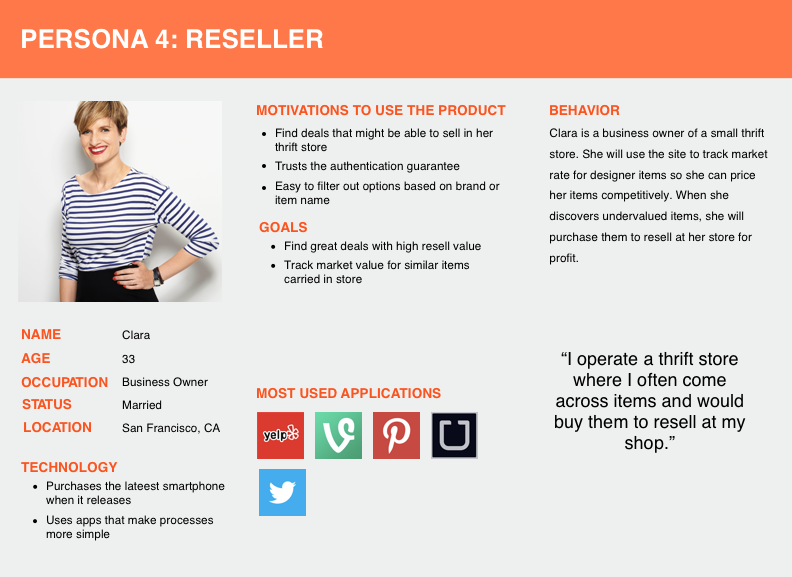 PERSONA 4: RESELLER
NAME Clara
AGE 33
OCCUPATION Business Owner
STATUS Married
LOCATION San Francisco, CA
TECHNOLOGY
• Purchases the lateest smartphone
when it releases
• Uses apps that make processes
more simple
MOTIVATIONS TO USE THE PRODUCT
• Find deals that might be able to sell in her
thrift store
• Trusts the authentication guarantee
• Easy to filter out options based on brand or
item name
GOALS
• Find great deals with high resell value
• Track market value for similar items
carried in store
MOST USED APPLICATIONS
yelp
BEHAVIOR
Clara is a business owner of a small thrift
store. She will use the site to track market
rate for designer items so she can price
her items competitively. When she
discovers undervalued items, she will
purchase them to resell at her store for
profit.
“I operate a thrift store
where I often come
across items and would
buy them to resell at my
shop.”